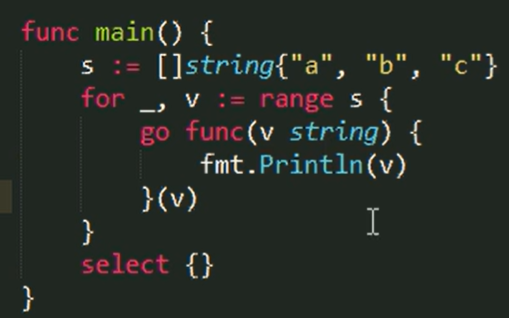 func main() {
    s := []string{"a", "b", "c"}
    for _, v := range s {
        go func(v string) {
            fmt.Println(v)
        }(v)
    }
    select {}
}